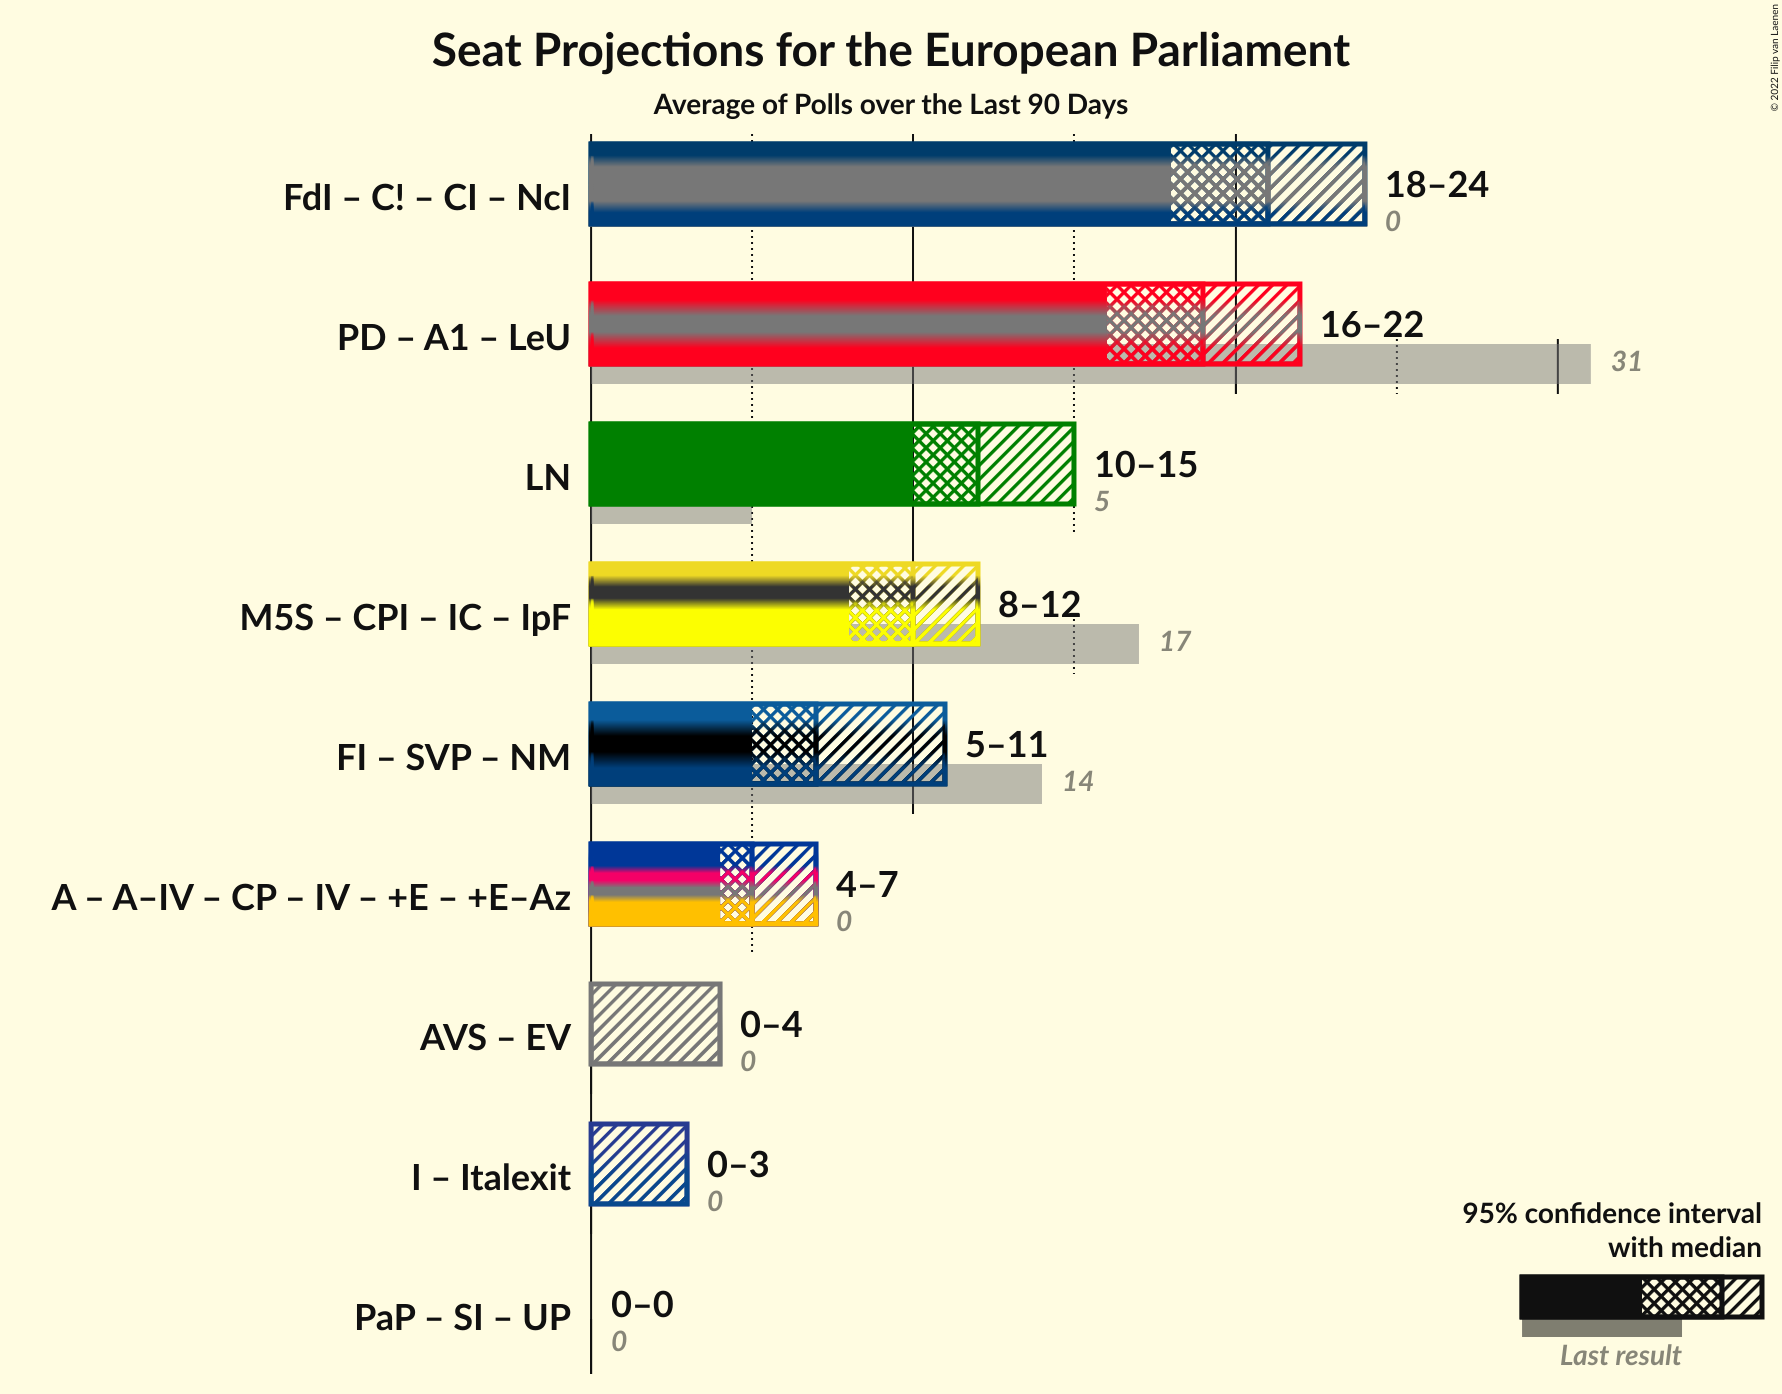 Seat Projections for the European Parliament
Average of Polls over the Last 90 Days
© 2022 Filip van Laenen
FdI – C! – CI – NcI
18–24
0
PD – A1 – LeU
16–22
31
LN
10–15
5
M5S – CPI – IC – IpF
8–12
17
FI – SVP – NM
5–11
14
A – A–IV – CP – IV – +E – +E–Az
4–7
0
AVS – EV
0–4
0
I – Italexit
0–3
0
PaP – SI – UP
0–0
0
95% confidence interval
with median
Last result